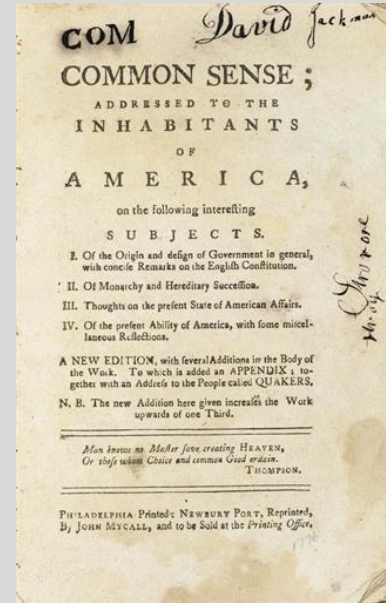 COM
David Jackman
COMMON SENSE;
ADDRESSED TO THE
INHABITANTS
OF
AMERICA,
on the following intereſting
SUBJECTS.
I. Of the Origin and deſign of Government in general,
with conciſe Remarks on the Engliſh Conſtitution.
II. Of Monarchy and Hereditary Succeſſion.
III. Thoughts on the preſent State of American Affairs.
IV. Of the preſent Ability of America, with ſome miſcel-
laneous Reflections.
A NEW EDITION, with ſeveral Additions in the Body of
the Work. To which is added an APPENDIX; to-
gether with an Addreſs to the People called QUAKERS.
N. B. The new Addition here given increaſes the Work
upwards of one Third.
Man knows no Maſter ſave creating HEAVEN,
Or thoſe whom Choice and common Good ordain.
THOMPSON.
PHILADELPHIA Printed; NEWBURY PORT, Reprinted,
By JOHN MYCALL, and to be Sold at the Printing Office,
1776